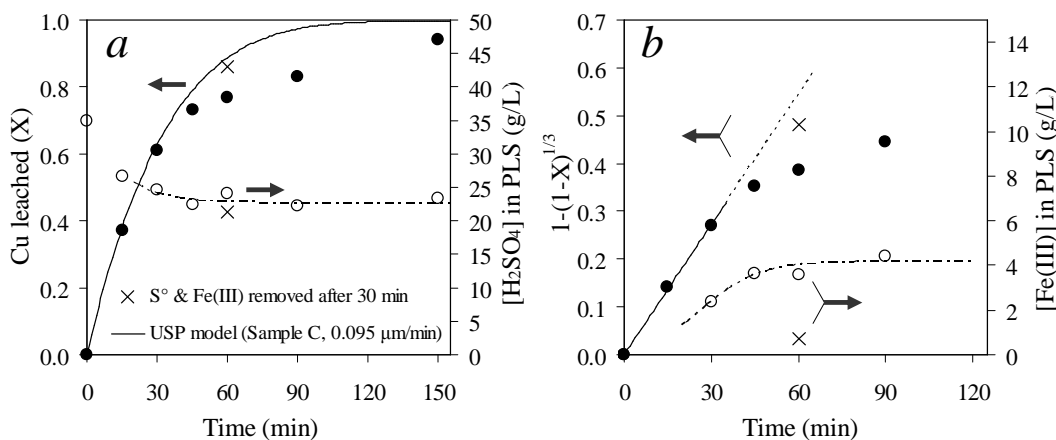 a
1.0
0.8
0.6
0.4
0.2
0.0
Cu leached (X)
50
45
40
35
30
25
20
15
10
5
0
[H₂SO₄] in PLS (g/L)
S° & Fe(III) removed after 30 min
USP model (Sample C, 0.095 µm/min)
0 30 60 90 120 150
Time (min)
b
0.7
0.6
0.5
0.4
0.3
0.2
0.1
0.0
1-(1-X)^1/3
14
12
10
8
6
4
2
0
[Fe(III)] in PLS (g/L)
0 30 60 90 120
Time (min)